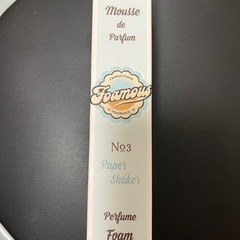 Mousse
de
Parfum
Foamous
No3
Paper
Shaker
Perfume
Foam